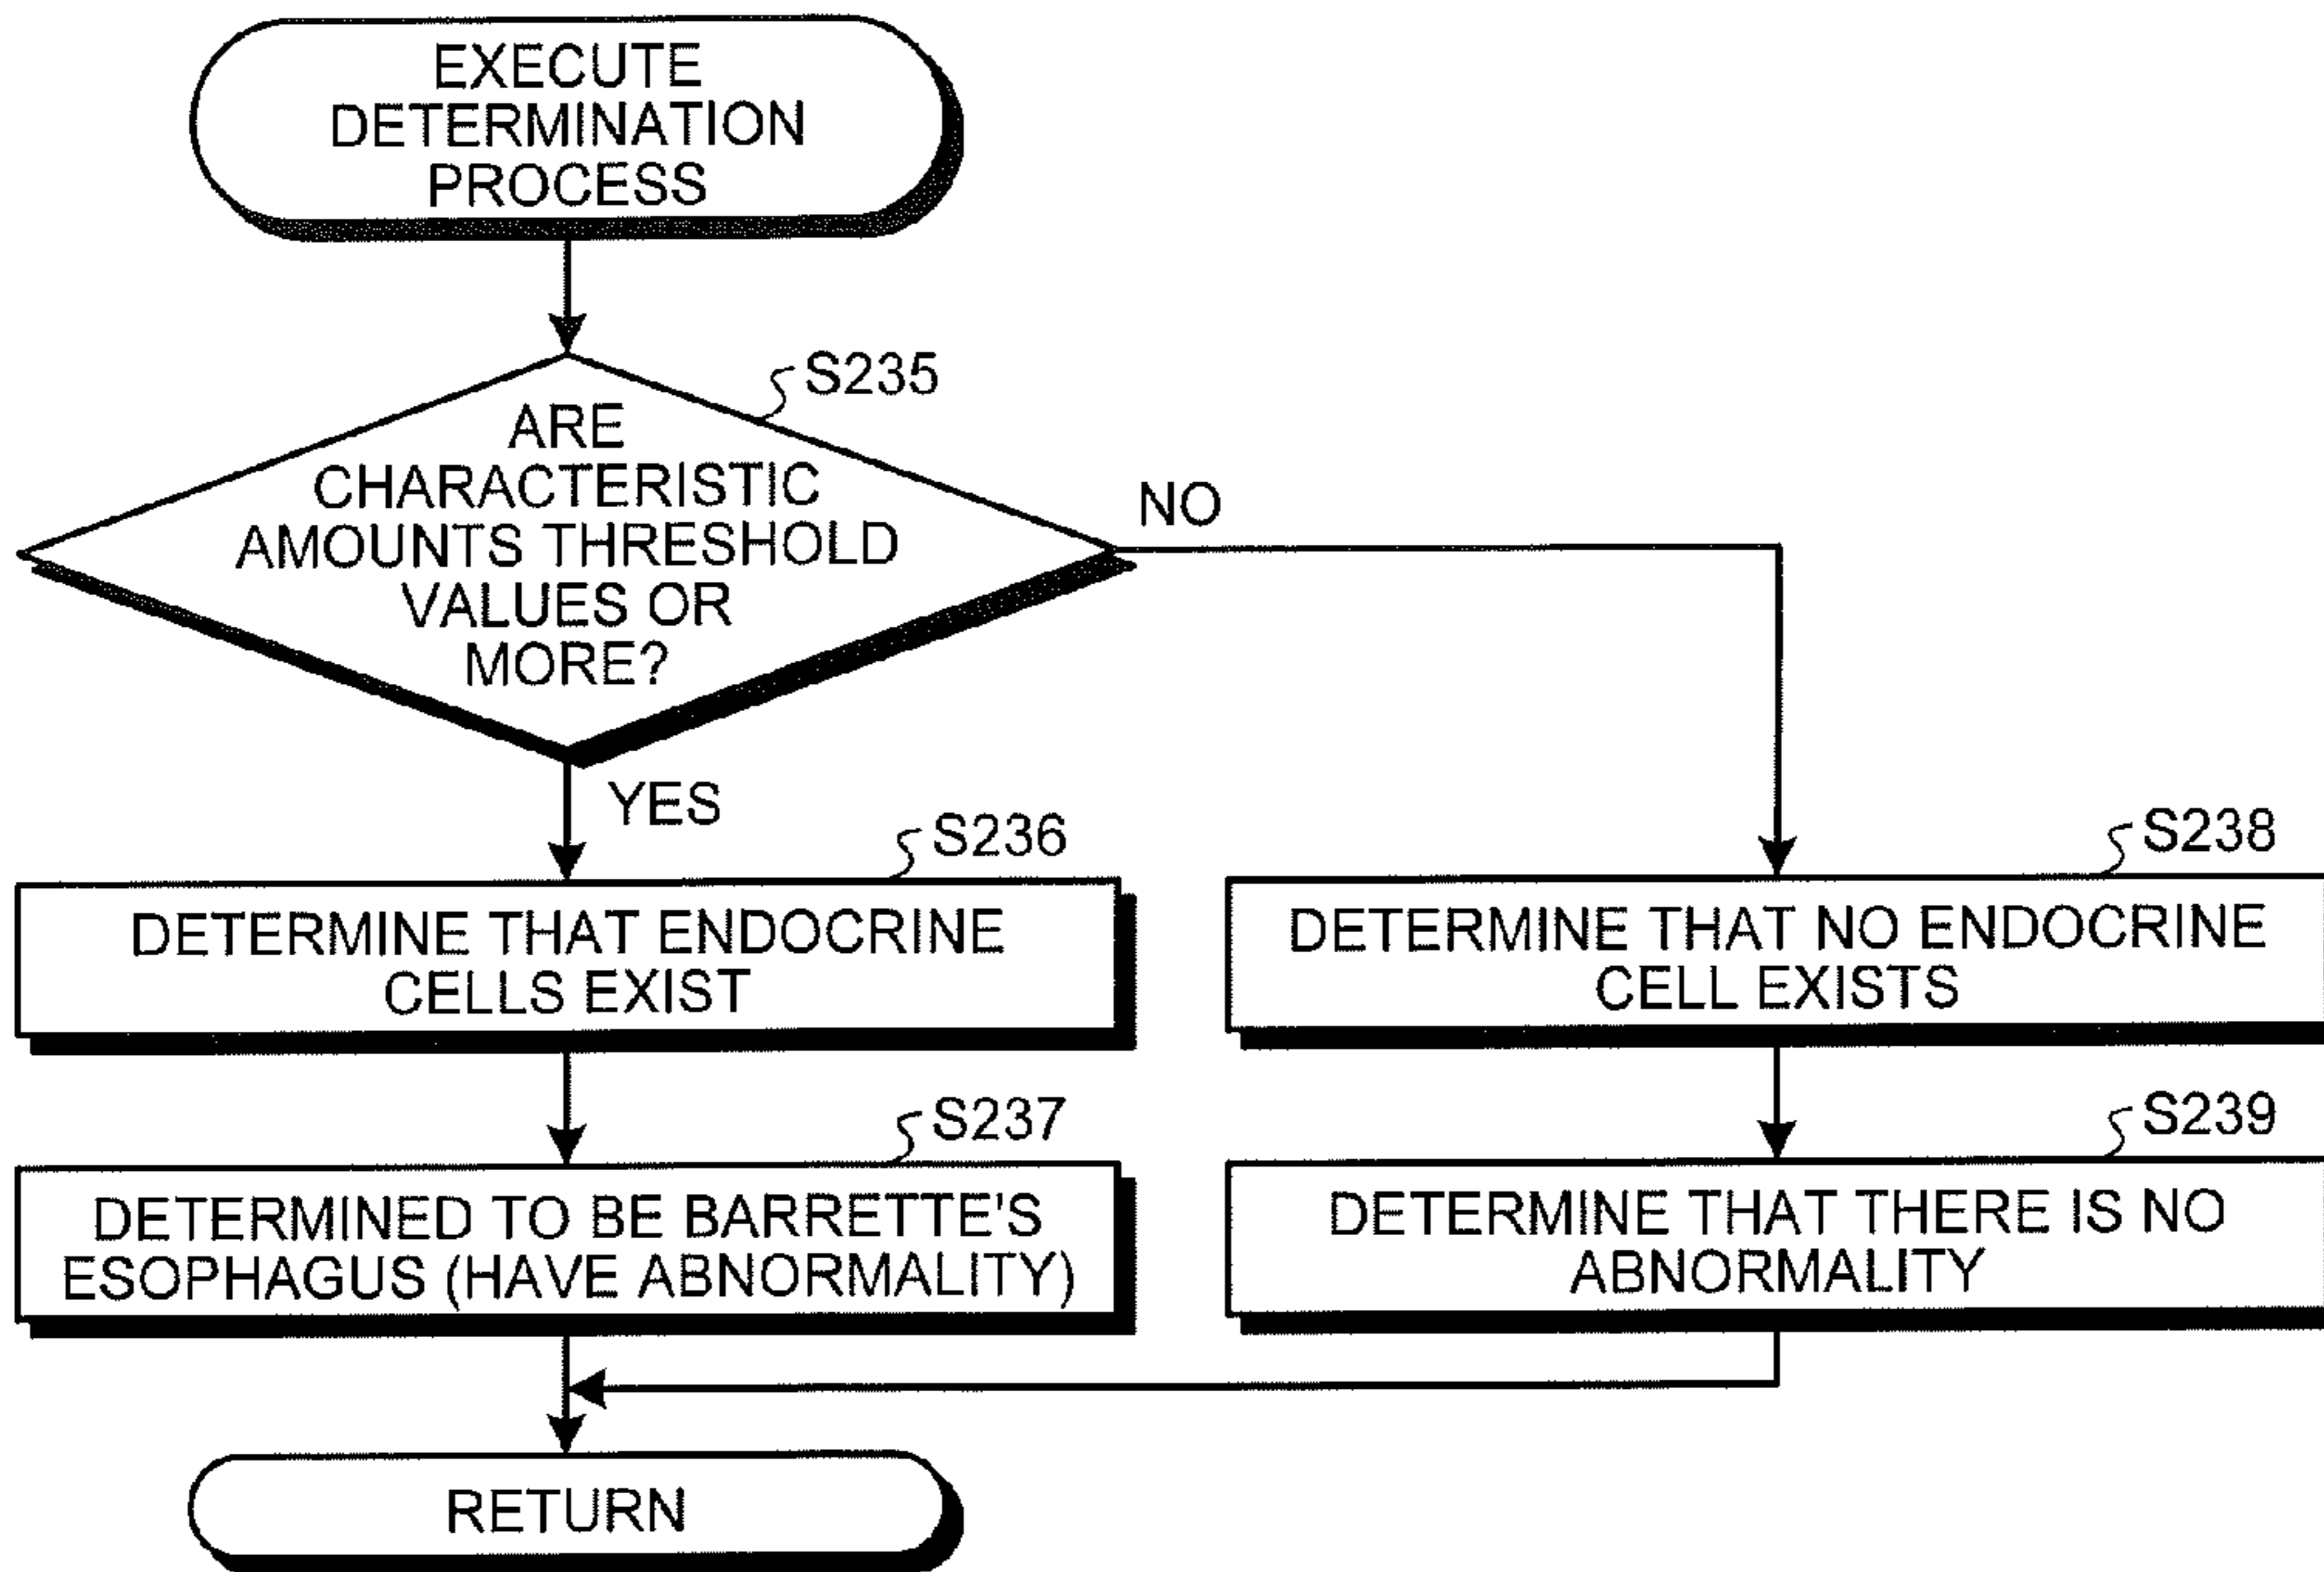 EXECUTE
DETERMINATION
PROCESS
S235
ARE
CHARACTERISTIC
AMOUNTS THRESHOLD
VALUES OR
MORE?
NO
YES
S236
DETERMINE THAT ENDOCRINE
CELLS EXIST
S238
DETERMINE THAT NO ENDOCRINE
CELL EXISTS
S237
DETERMINED TO BE BARRETTE'S
ESOPHAGUS (HAVE ABNORMALITY)
S239
DETERMINE THAT THERE IS NO
ABNORMALITY
RETURN